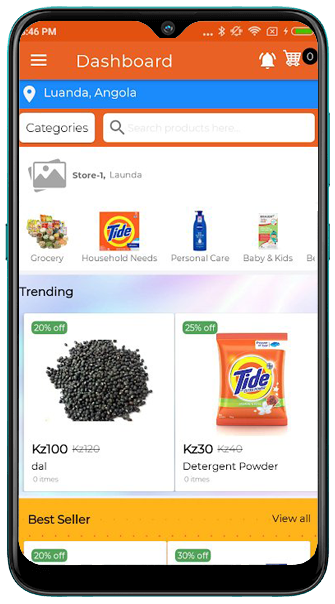 :46 PM
Dashboard
0
Luanda, Angola
Categories
Search products here...
Store-1, Launda
Tide
Grocery
Household Needs
Personal Care
Baby & Kids
Be
Trending
20% off
25% off
Tide
Kz100 Kz120
dal
0 itmes
Kz30 Kz40
Detergent Powder
0 itmes
Best Seller
View all
20% off
30% off